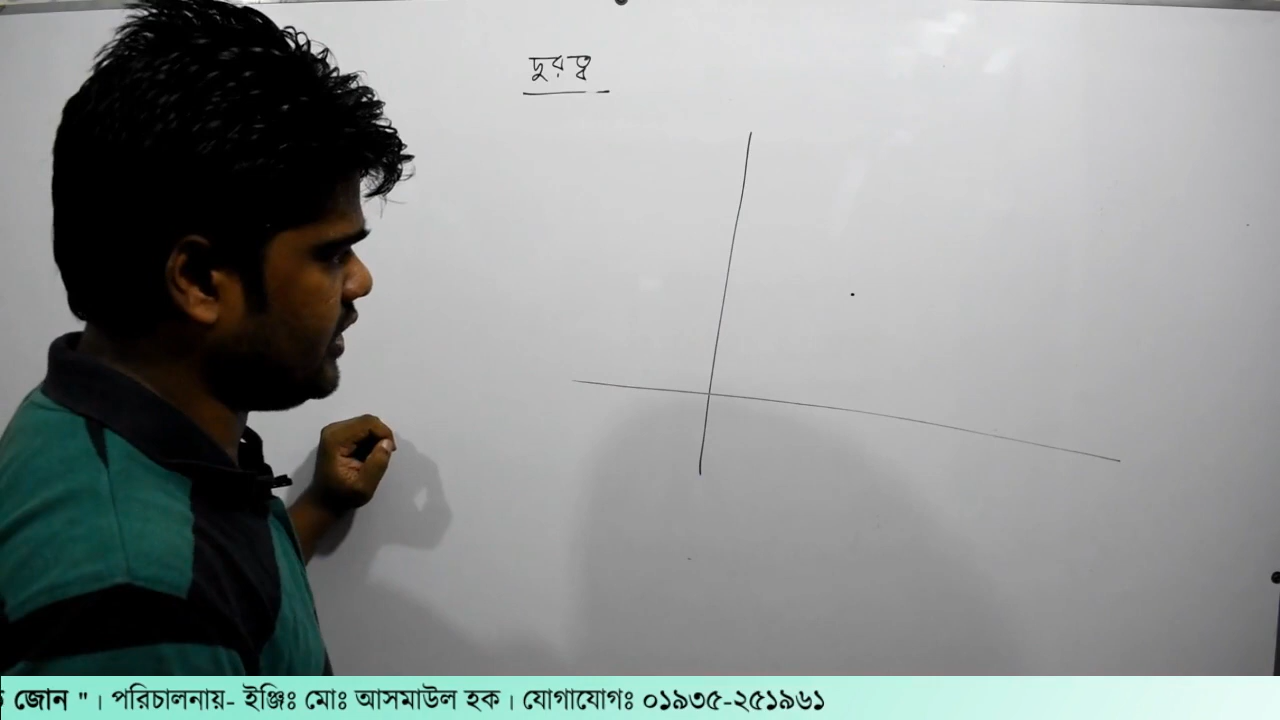 দুরত্ব
জোন " । পরিচালনায়- ইঞ্জিঃ মোঃ আসমাউল হক । যোগাযোগঃ ০১৯৩৫-২৫১৯৬১